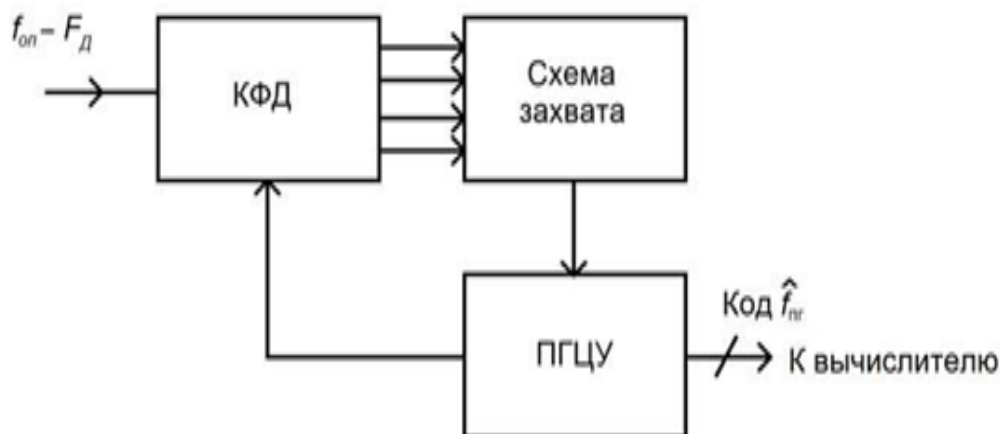 f_оп – F_Д
КФД
Схема
захвата
ПГЦУ
Код f̂_пг
К вычислителю